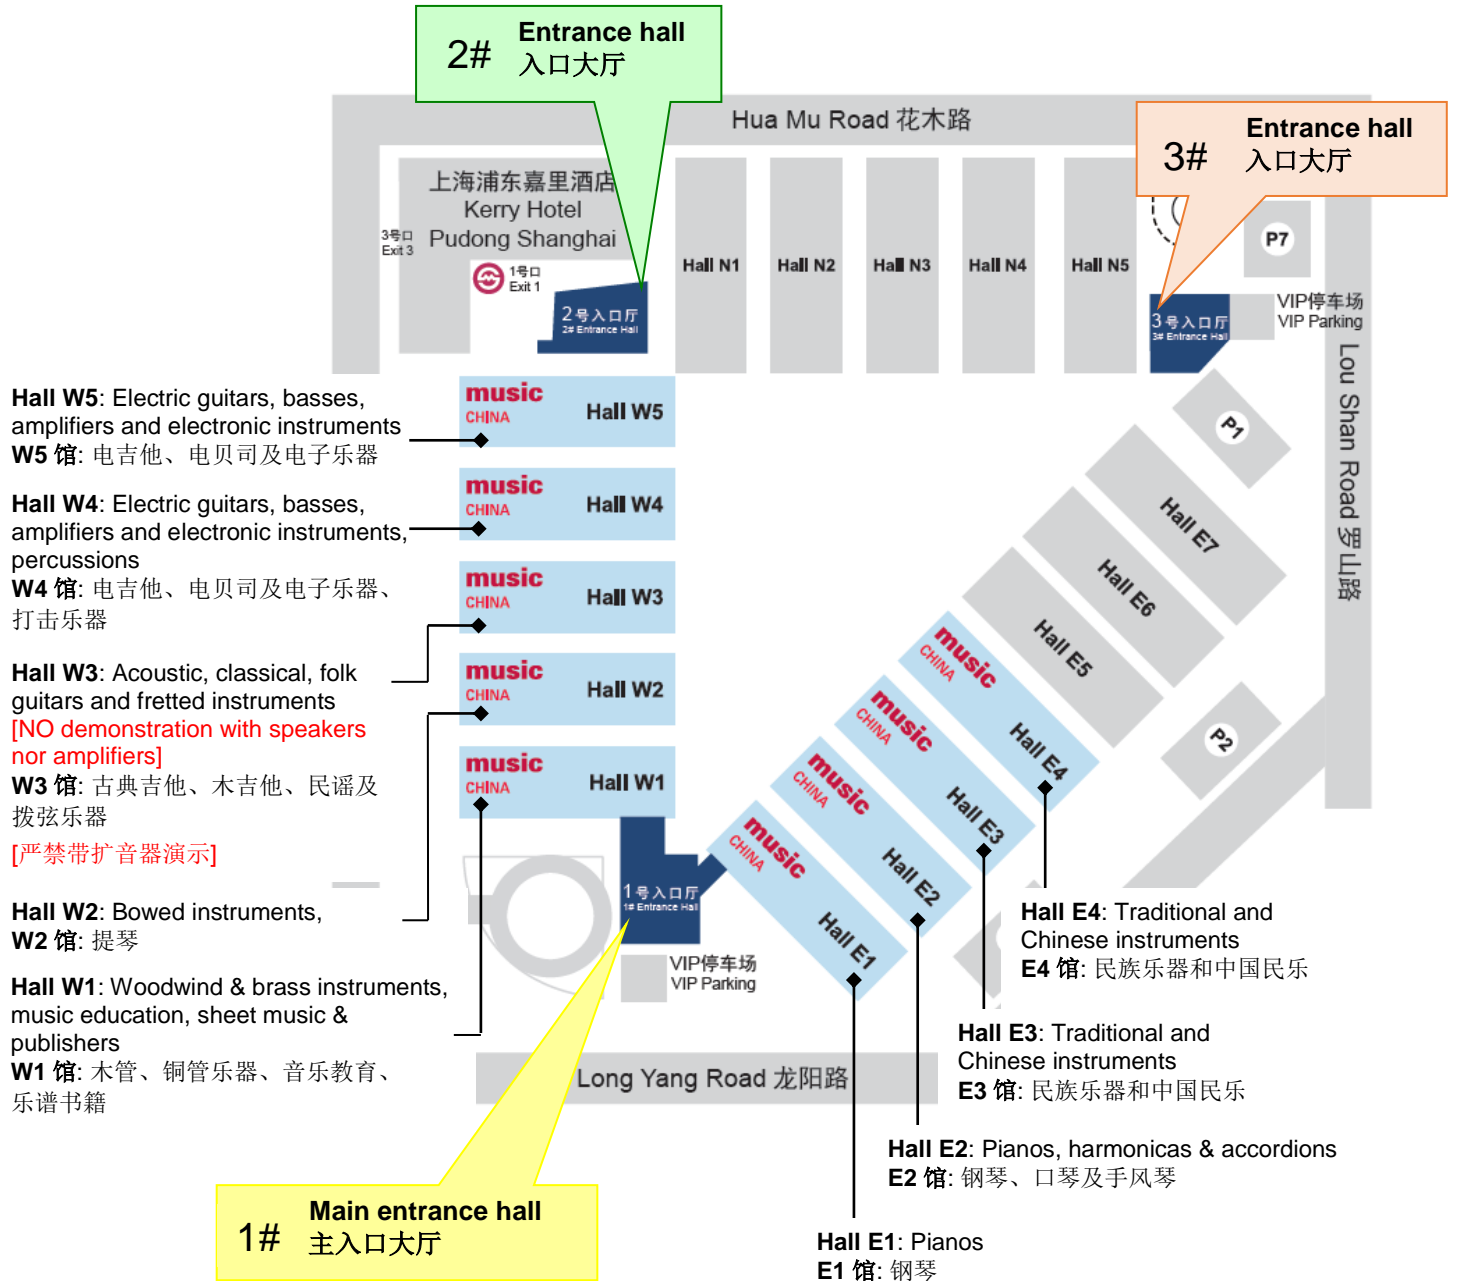 2#
Entrance hall
入口大厅
Hua Mu Road 花木路
3#
Entrance hall
入口大厅
上海浦东嘉里酒店
Kerry Hotel
Pudong Shanghai
3号口
Exit 3
1号口
Exit 1
2号入口厅
2# Entrance Hall
Hall N1
Hall N2
Hall N3
Hall N4
Hall N5
P7
3号入口厅
3# Entrance Hall
VIP停车场
VIP Parking
Lou Shan Road 罗山路
Hall W5: Electric guitars, basses,
amplifiers and electronic instruments
W5 馆: 电吉他、电贝司及电子乐器
music
CHINA
Hall W5
Hall W4: Electric guitars, basses,
amplifiers and electronic instruments,
percussions
W4 馆: 电吉他、电贝司及电子乐器、
打击乐器
music
CHINA
Hall W4
music
CHINA
Hall W3
Hall W3: Acoustic, classical, folk
guitars and fretted instruments
[NO demonstration with speakers
nor amplifiers]
W3 馆: 古典吉他、木吉他、民谣及
拨弦乐器
[严禁带扩音器演示]
music
CHINA
Hall W2
music
CHINA
Hall W1
Hall W2: Bowed instruments,
W2 馆: 提琴
Hall W1: Woodwind & brass instruments,
music education, sheet music &
publishers
W1 馆: 木管、铜管乐器、音乐教育、
乐谱书籍
P1
Hall E7
Hall E6
Hall E5
P2
music
CHINA
Hall E4
music
CHINA
Hall E3
music
CHINA
Hall E2
music
CHINA
Hall E1
1号入口厅
1# Entrance Hall
VIP停车场
VIP Parking
Hall E4: Traditional and
Chinese instruments
E4 馆: 民族乐器和中国民乐
Hall E3: Traditional and
Chinese instruments
E3 馆: 民族乐器和中国民乐
Long Yang Road 龙阳路
Hall E2: Pianos, harmonicas & accordions
E2 馆: 钢琴、口琴及手风琴
1#
Main entrance hall
主入口大厅
Hall E1: Pianos
E1 馆: 钢琴